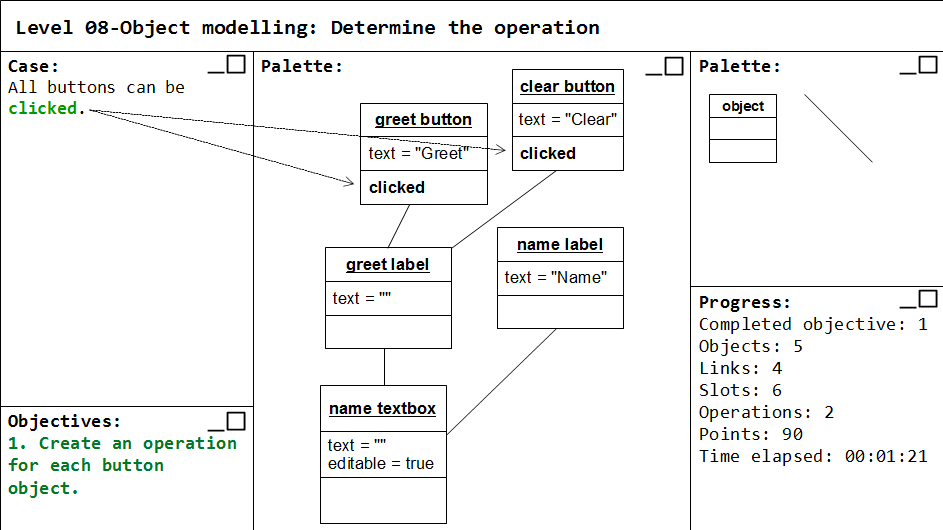 Level 08-Object modelling: Determine the operation
Case:
All buttons can be
clicked.
Objectives:
1. Create an operation
for each button
object.
Palette:
clear button
text = "Clear"
clicked
greet button
text = "Greet"
clicked
greet label
text = ""
name label
text = "Name"
name textbox
text = ""
editable = true
Palette:
object
Progress:
Completed objective: 1
Objects: 5
Links: 4
Slots: 6
Operations: 2
Points: 90
Time elapsed: 00:01:21